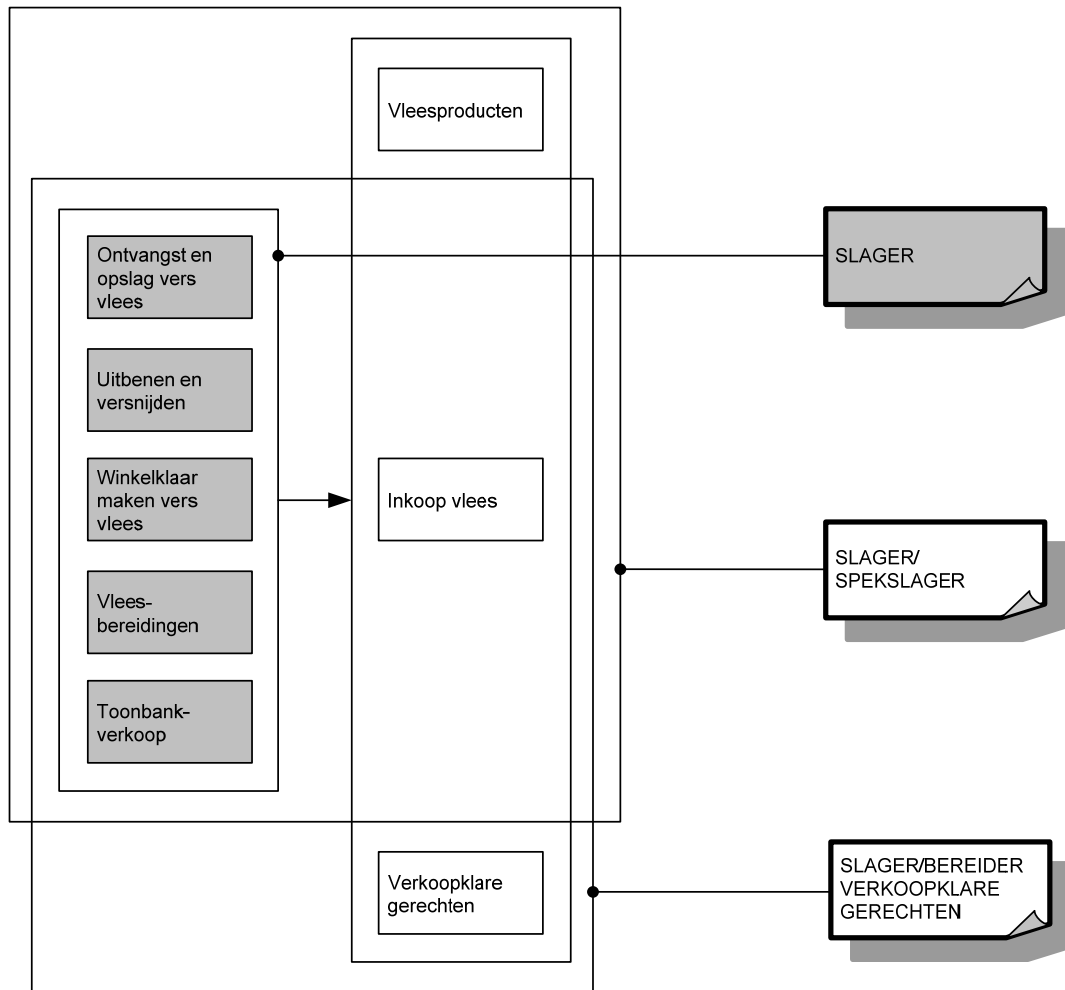 Vleesproducten
Ontvangst en
opslag vers
vlees
SLAGER
Uitbenen en
versnijden
Winkelklaar
maken vers
vlees
Inkoop vlees
SLAGER/
SPEKSLAGER
Vlees-
bereidingen
Toonbank-
verkoop
Verkoopklare
gerechten
SLAGER/BEREIDER
VERKOOPKLARE
GERECHTEN